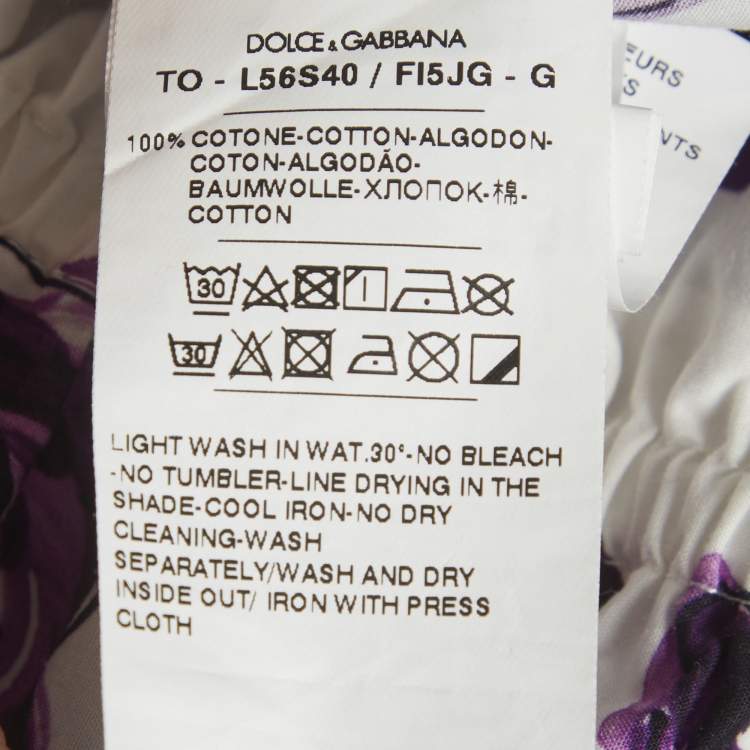 DOLCE & GABBANA
TO - L56S40 / FI5JG - G
100% COTONE-COTTON-ALGODON-
COTON-ALGODÃO-
BAUMWOLLE-ХЛОПОК-棉-
COTTON
30
30
LIGHT WASH IN WAT.30°-NO BLEACH
-NO TUMBLER-LINE DRYING IN THE
SHADE-COOL IRON-NO DRY
CLEANING-WASH
SEPARATELY/WASH AND DRY
INSIDE OUT/ IRON WITH PRESS
CLOTH